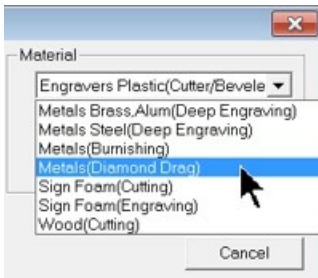 Material
Engravers Plastic(Cutter/Bevele
Metals Brass,Alum(Deep Engraving)
Metals Steel(Deep Engraving)
Metals(Burnishing)
Metals(Diamond Drag)
Sign Foam(Cutting)
Sign Foam(Engraving)
Wood(Cutting)
Cancel